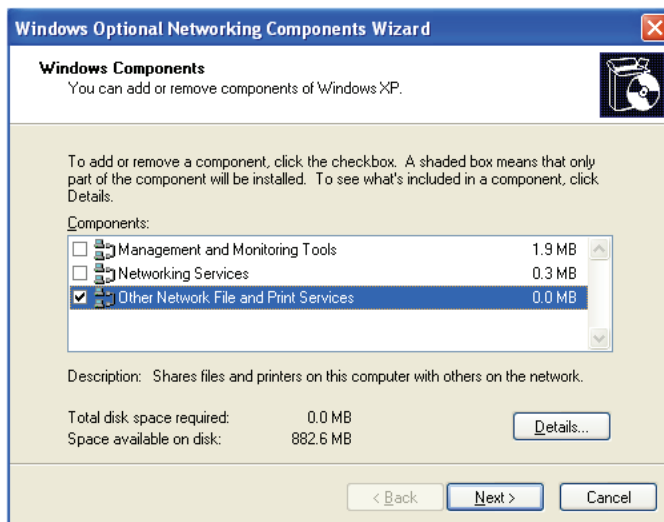 Windows Optional Networking Components Wizard
Windows Components
You can add or remove components of Windows XP.
To add or remove a component, click the checkbox. A shaded box means that only
part of the component will be installed. To see what's included in a component, click
Details.
Components:
Management and Monitoring Tools 1.9 MB
Networking Services 0.3 MB
Other Network File and Print Services 0.0 MB
Description: Shares files and printers on this computer with others on the network.
Total disk space required: 0.0 MB
Space available on disk: 882.6 MB
Details...
< Back Next > Cancel